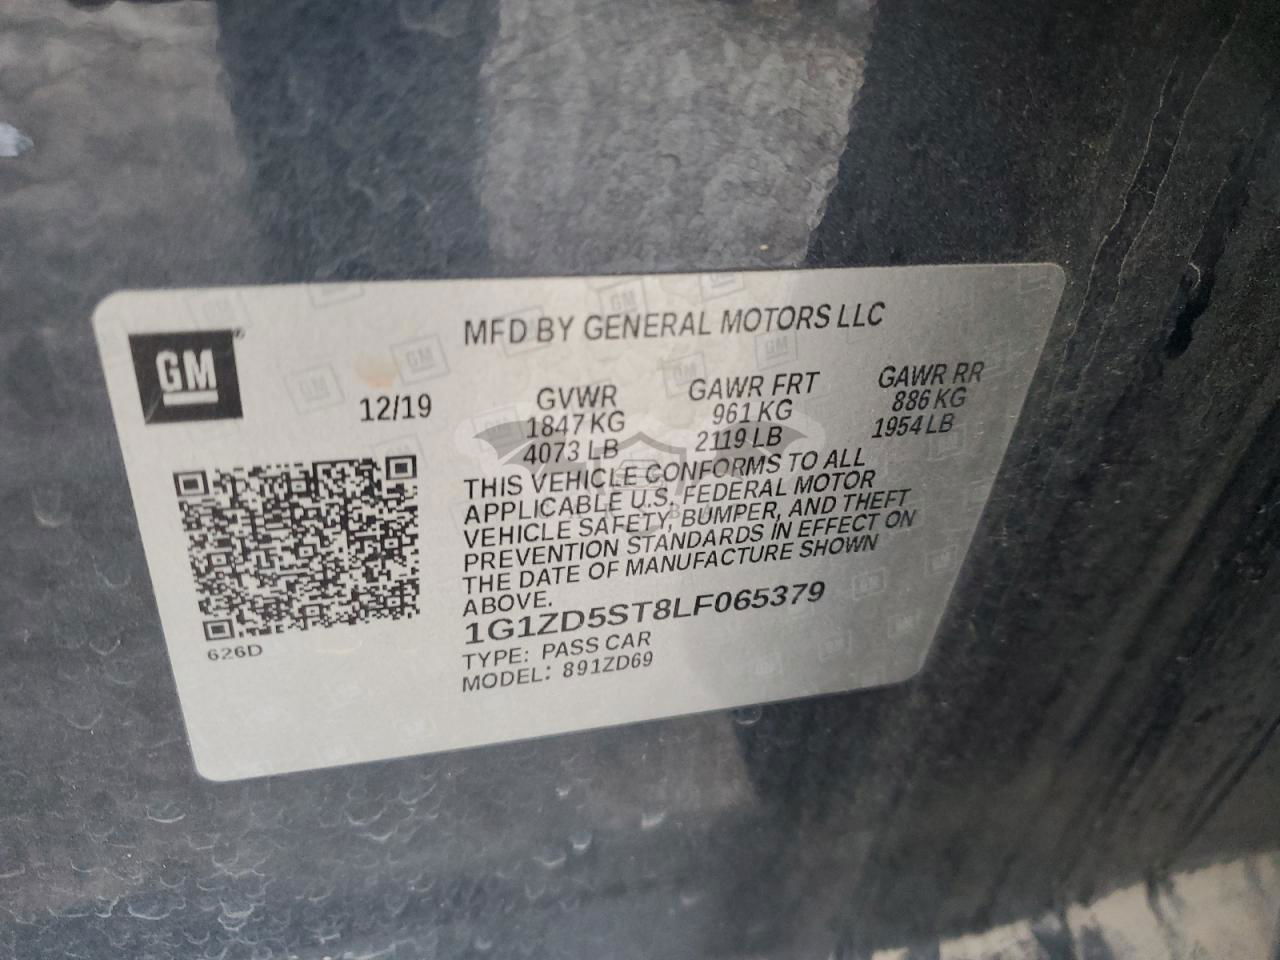 MFD BY GENERAL MOTORS LLC
GM
12/19
GVWR GAWR FRT GAWR RR
1847 KG 961 KG 886 KG
4073 LB 2119 LB 1954 LB
THIS VEHICLE CONFORMS TO ALL
APPLICABLE U.S. FEDERAL MOTOR
VEHICLE SAFETY, BUMPER, AND THEFT
PREVENTION STANDARDS IN EFFECT ON
THE DATE OF MANUFACTURE SHOWN
ABOVE.
1G1ZD5ST8LF065379
626D
TYPE: PASS CAR
MODEL: 891ZD69